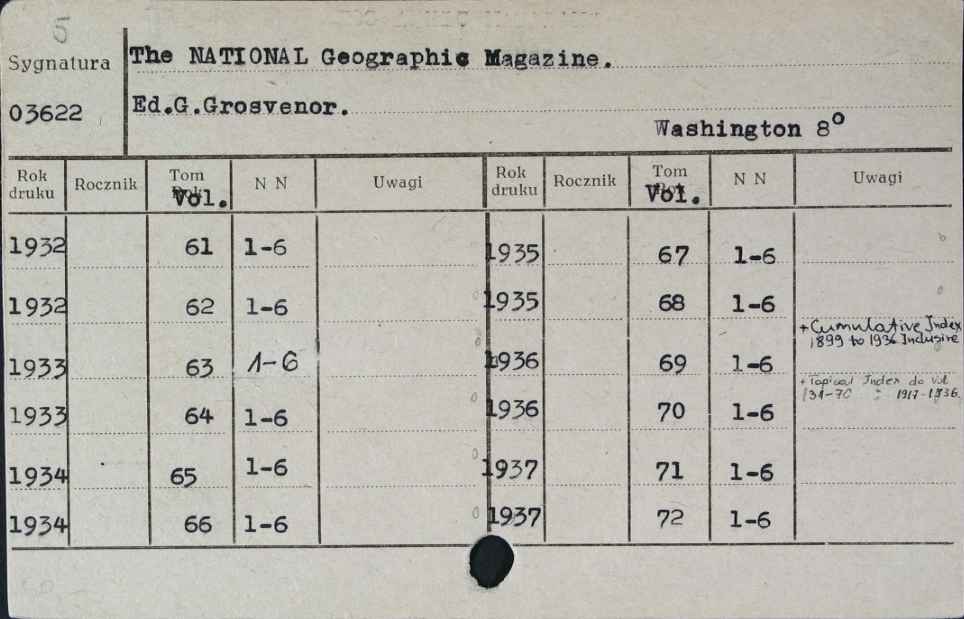 5
Sygnatura The NATIONAL Geographic Magazine.
03622 Ed.G.Grosvenor.
Washington 8º
Rok druku Rocznik Tom Vol. N N Uwagi Rok druku Rocznik Tom Vol. N N Uwagi
1932 61 1-6 1935 67 1-6
1932 62 1-6 1935 68 1-6
+ Cumulative Index
1899 to 1936 Inclusive
1933 63 1-6 1936 69 1-6
+ Topical Index do vol.
31-70 : 1917-1936.
1933 64 1-6 1936 70 1-6
1934 65 1-6 1937 71 1-6
1934 66 1-6 1937 72 1-6